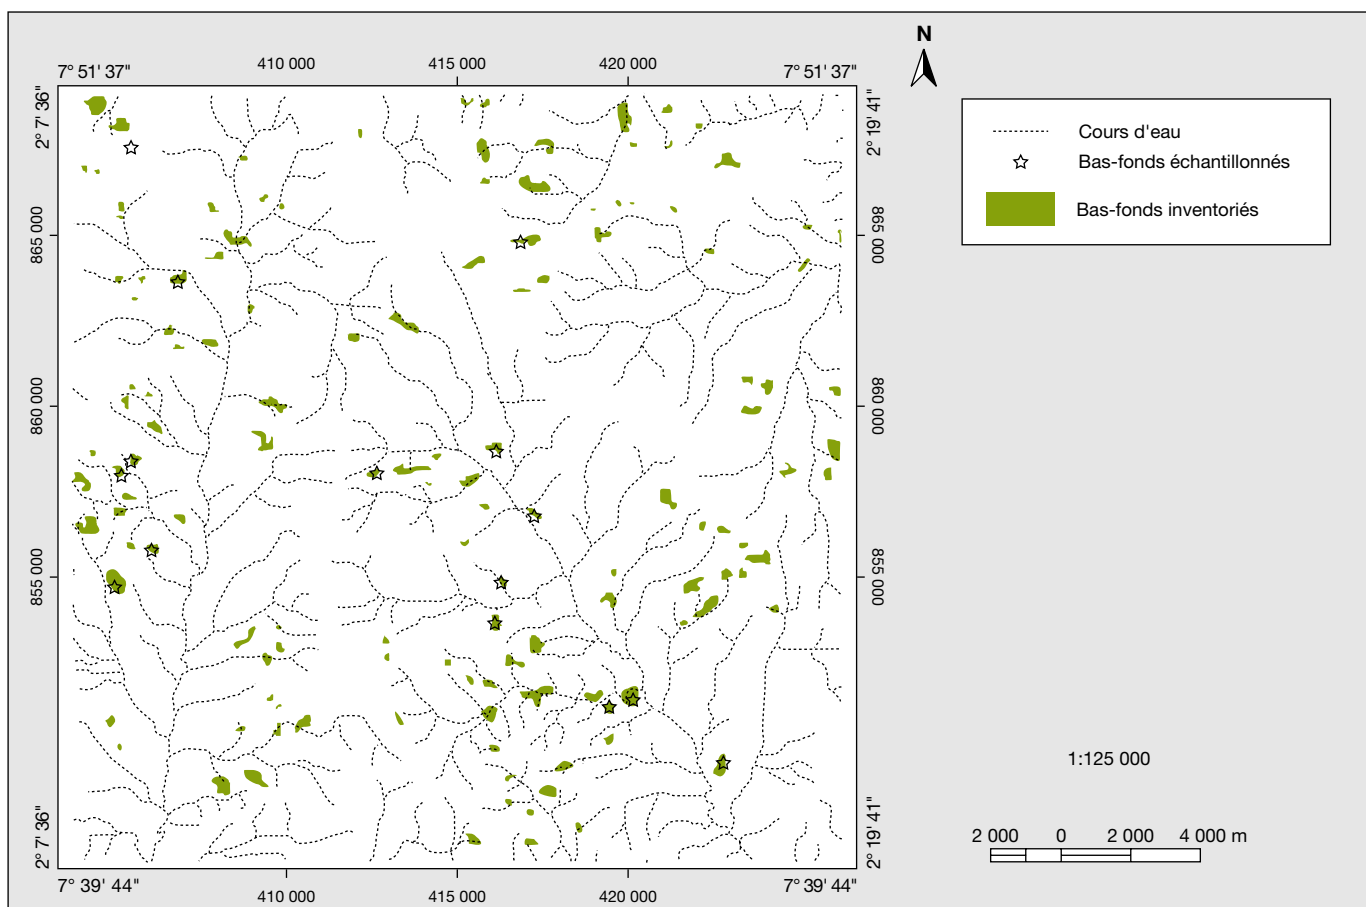 N
410 000 415 000 420 000
7° 51' 37" 7° 51' 37"
2° 7' 36" 2° 19' 41"
Cours d'eau
Bas-fonds échantillonnés
Bas-fonds inventoriés
865 000 865 000
860 000 860 000
855 000 855 000
1:125 000
2 000 0 2 000 4 000 m
2° 7' 36" 2° 19' 41"
7° 39' 44" 7° 39' 44"
410 000 415 000 420 000